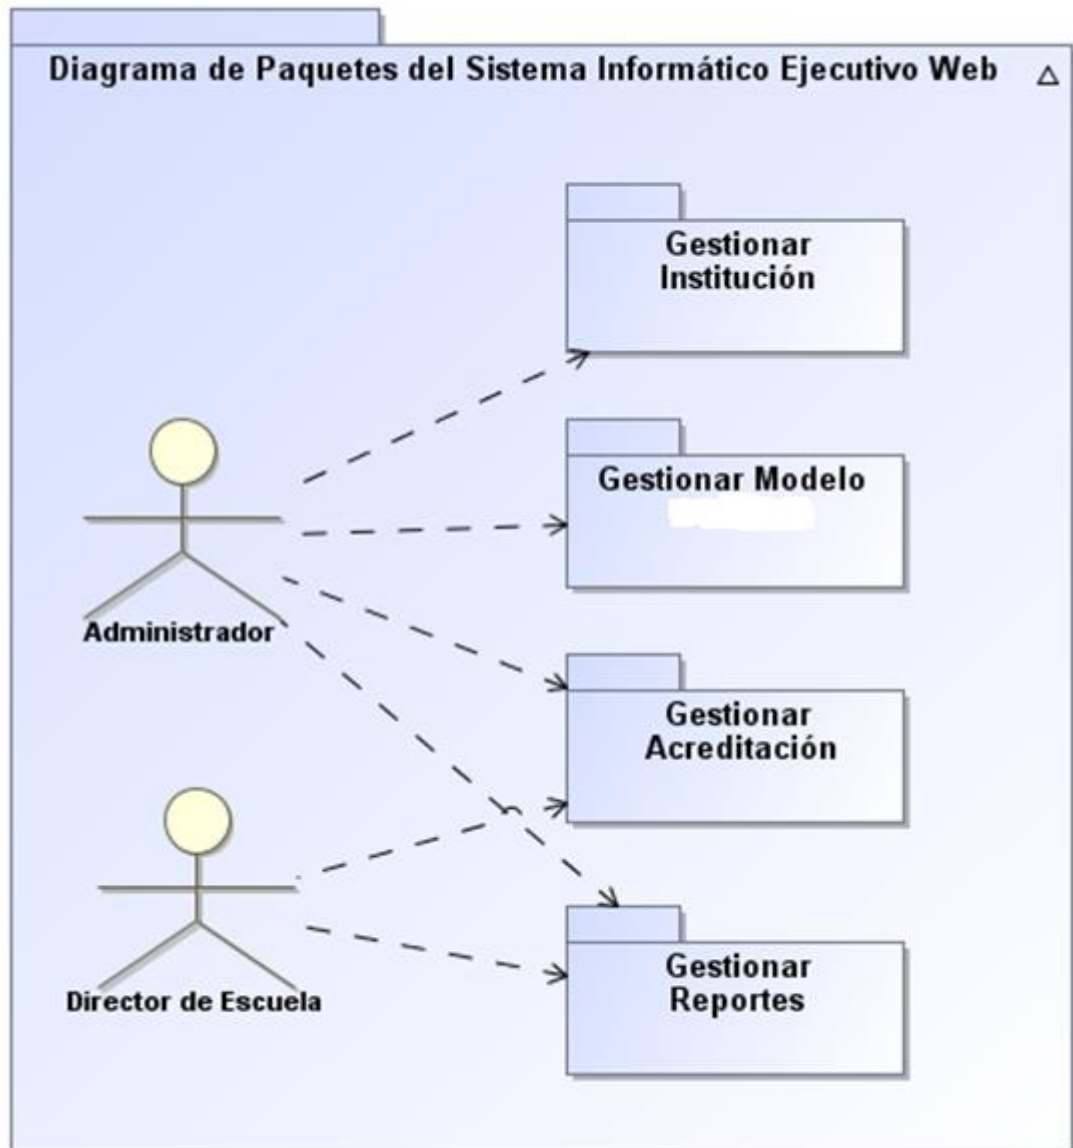 Diagrama de Paquetes del Sistema Informático Ejecutivo Web
Gestionar
Institución
Gestionar Modelo
Administrador
Gestionar
Acreditación
Director de Escuela
Gestionar
Reportes